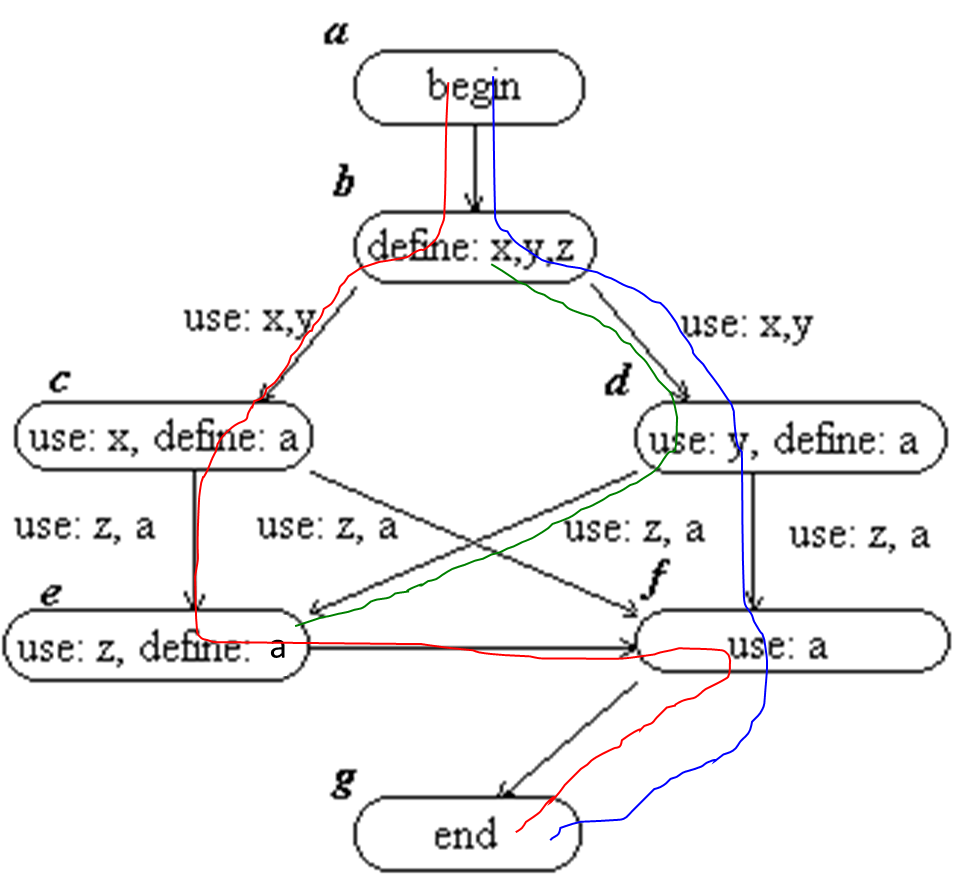 a
begin
b
define: x,y,z
use: x,y
use: x,y
c
d
use: x, define: a
use: y, define: a
use: z, a
use: z, a
use: z, a
use: z, a
e
f
use: z, define: a
use: a
g
end